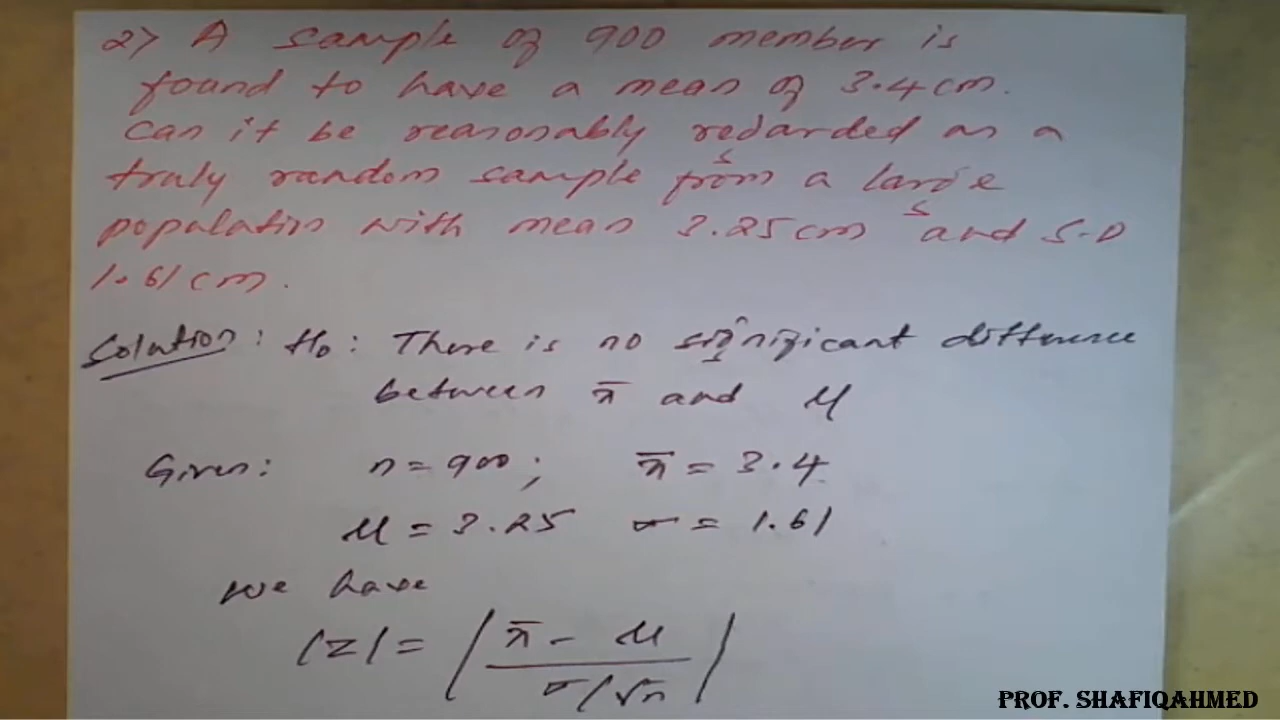 2) A sample of 900 member is
found to have a mean of 3.4cm.
Can it be reasonably regarded as a
truly random sample from a large
population with mean 3.25cm and S.D
1.61cm.
Solution: H₀: There is no significant difference
between x̄ and μ
Given: n = 900; x̄ = 3.4
μ = 3.25 σ = 1.61
We have
|z| = | x̄ - μ / σ/√n |
PROF. SHAFIQAHMED